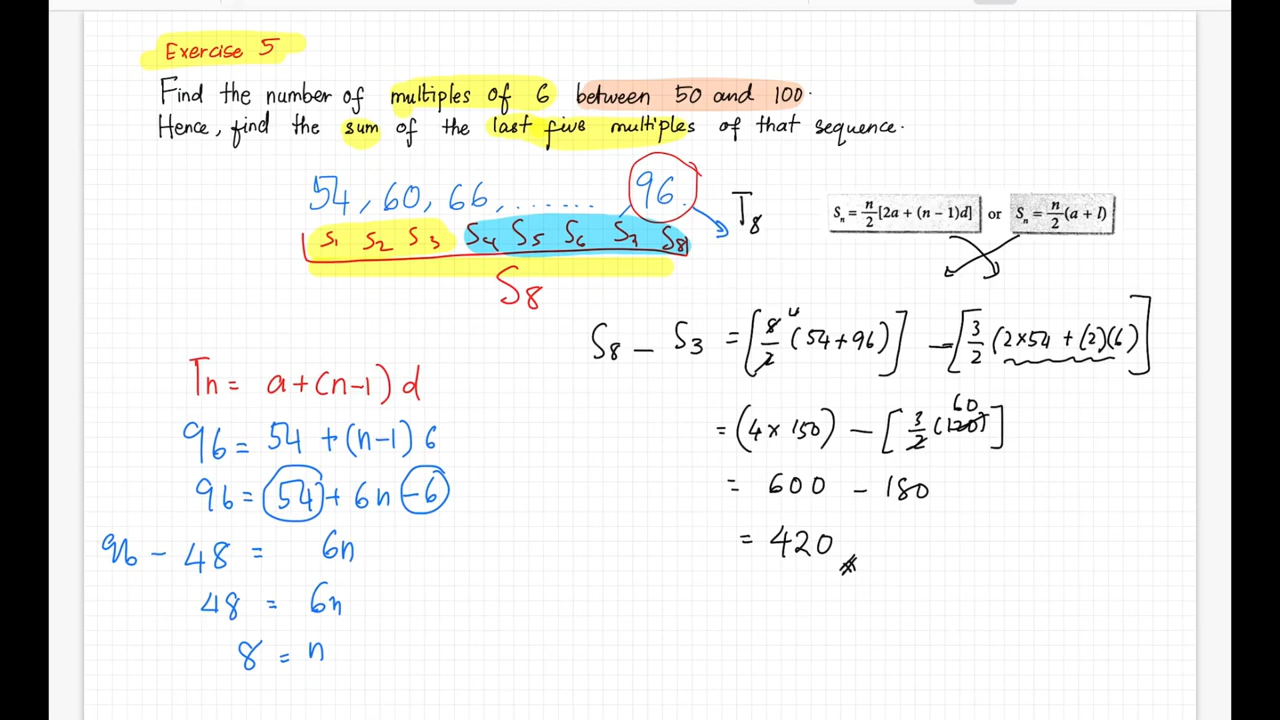 Exercise 5
Find the number of multiples of 6 between 50 and 100.
Hence, find the sum of the last five multiples of that sequence.
54, 60, 66, ........, 96. T₈
S₁ S₂ S₃ S₄ S₅ S₆ S₇ S₈
S₈
Sₙ = n/2[2a + (n − 1)d] or Sₙ = n/2(a + l)
Tn = a + (n−1) d
96 = 54 + (n−1) 6
96 = 54 + 6n − 6
96 − 48 = 6n
48 = 6n
8 = n
S₈ − S₃ = [8/2 4 (54+96)] − [3/2 (2×54 + (2)(6)]
= (4 × 150) − [3/2 (120) 60]
= 600 − 180
= 420